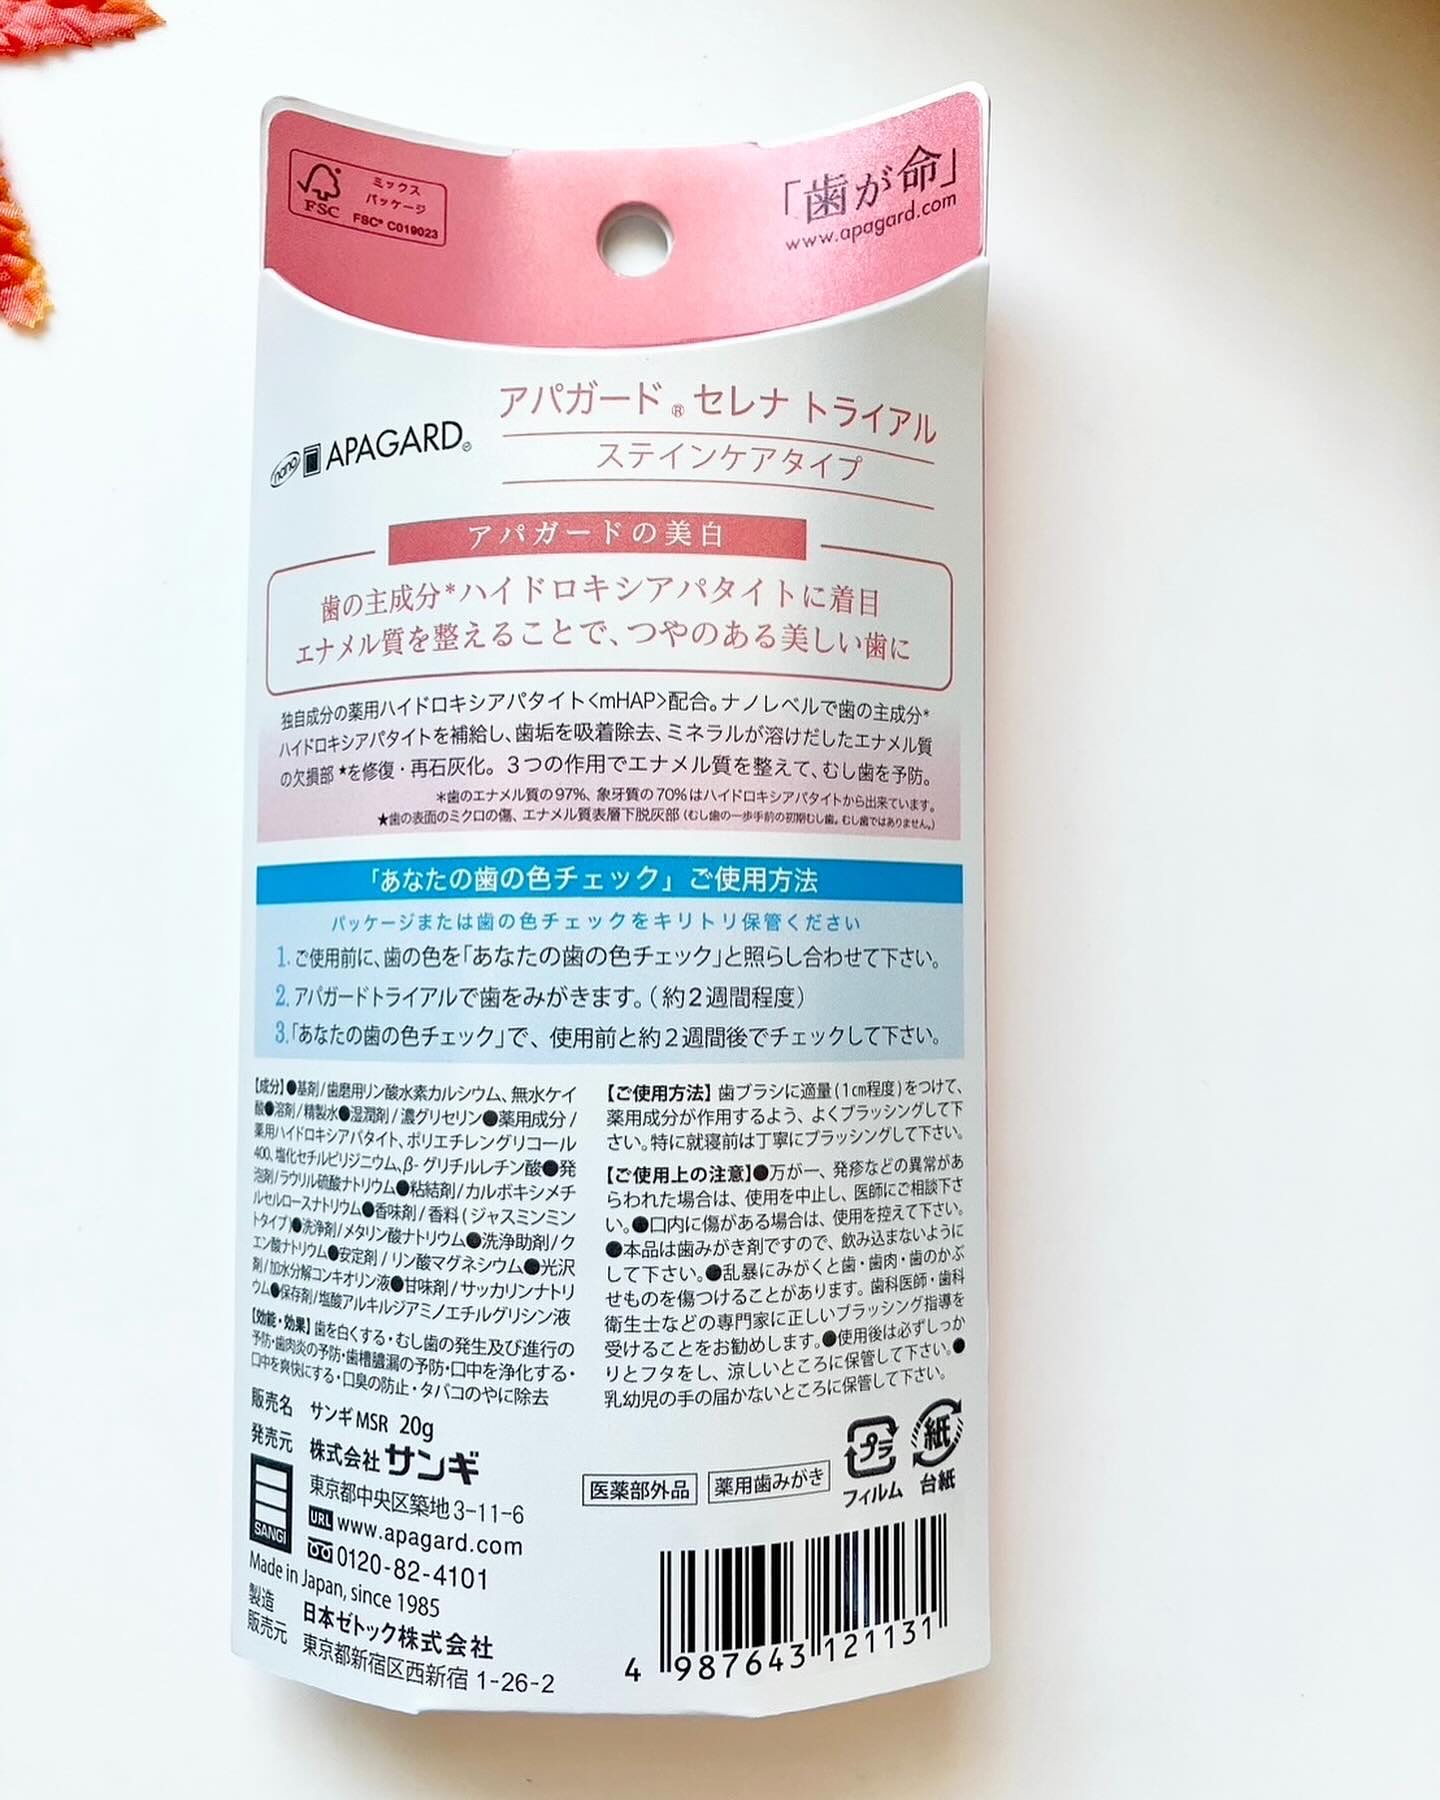 FSC
ミックス
パッケージ
FSC® C019023
「歯が命」
www.apagard.com
nano APAGARD®
アパガード®セレナ トライアル
ステインケアタイプ
アパガードの美白
歯の主成分*ハイドロキシアパタイトに着目
エナメル質を整えることで、つやのある美しい歯に
独自成分の薬用ハイドロキシアパタイト<mHAP>配合。ナノレベルで歯の主成分*
ハイドロキシアパタイトを補給し、歯垢を吸着除去、ミネラルが溶けだしたエナメル質
の欠損部★を修復・再石灰化。3つの作用でエナメル質を整えて、むし歯を予防。
*歯のエナメル質の97%、象牙質の70%はハイドロキシアパタイトから出来ています。
★歯の表面のミクロの傷、エナメル質表層下脱灰部(むし歯の一歩手前の初期むし歯。むし歯ではありません。)
「あなたの歯の色チェック」ご使用方法
パッケージまたは歯の色チェックをキリトリ保管ください
1.ご使用前に、歯の色を「あなたの歯の色チェック」と照らし合わせて下さい。
2.アパガードトライアルで歯をみがきます。(約2週間程度)
3.「あなたの歯の色チェック」で、使用前と約2週間後でチェックして下さい。
【成分】●基剤/歯磨用リン酸水素カルシウム、無水ケイ
酸●溶剤/精製水●湿潤剤/濃グリセリン●薬用成分/
薬用ハイドロキシアパタイト、ポリエチレングリコール
400、塩化セチルピリジニウム、β-グリチルレチン酸●発
泡剤/ラウリル硫酸ナトリウム●粘結剤/カルボキシメチ
ルセルロースナトリウム●香味剤/香料(ジャスミンミン
トタイプ)●洗浄剤/メタリン酸ナトリウム●洗浄助剤/ク
エン酸ナトリウム●安定剤/リン酸マグネシウム●光沢
剤/加水分解コンキオリン液●甘味剤/サッカリンナトリ
ウム●保存剤/塩酸アルキルジアミノエチルグリシン液
【効能・効果】歯を白くする・むし歯の発生及び進行の
予防・歯肉炎の予防・歯槽膿漏の予防・口中を浄化する・
口中を爽快にする・口臭の防止・タバコのやに除去
【ご使用方法】歯ブラシに適量(1cm程度)をつけて、
薬用成分が作用するよう、よくブラッシングして下
さい。特に就寝前は丁寧にブラッシングして下さい。
【ご使用上の注意】●万が一、発疹などの異常があ
らわれた場合は、使用を中止し、医師にご相談下さ
い。●口内に傷がある場合は、使用を控えて下さい。
●本品は歯みがき剤ですので、飲み込まないように
して下さい。●乱暴にみがくと歯・歯肉・歯のかぶ
せものを傷つけることがあります。歯科医師・歯科
衛生士などの専門家に正しいブラッシング指導を
受けることをお勧めします。●使用後は必ずしっか
りとフタをし、涼しいところに保管して下さい。●
乳幼児の手の届かないところに保管して下さい。
販売名 サンギMSR 20g
発売元 株式会社サンギ
東京都中央区築地3-11-6
URL www.apagard.com
0120-82-4101
SANGI
Made in Japan, since 1985
製造
販売元
日本ゼトック株式会社
東京都新宿区西新宿 1-26-2
医薬部外品
薬用歯みがき
プラ
フィルム
紙
台紙
4 987643 121131